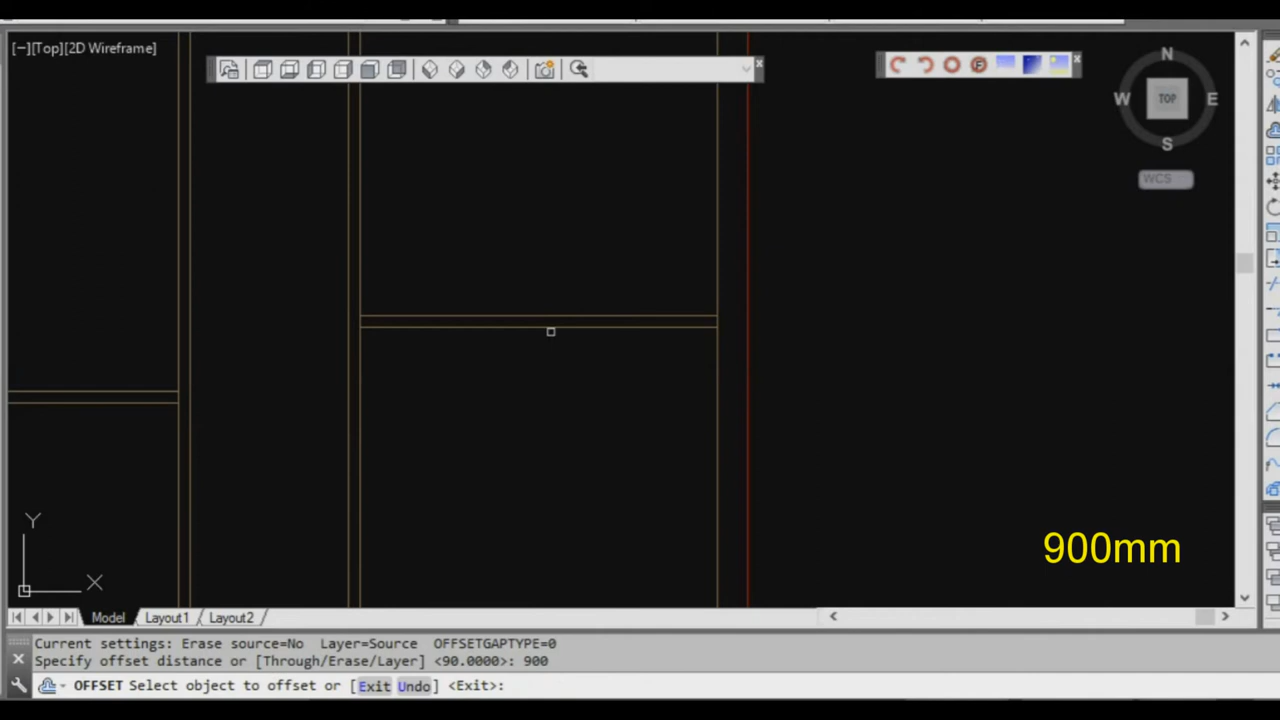 [−][Top][2D Wireframe]
N
W
TOP
E
S
WCS
Y
X
900mm
Model
Layout1
Layout2
Current settings: Erase source=No  Layer=Source  OFFSETGAPTYPE=0
Specify offset distance or [Through/Erase/Layer] <90.0000>: 900
OFFSET Select object to offset or [Exit Undo] <Exit>: